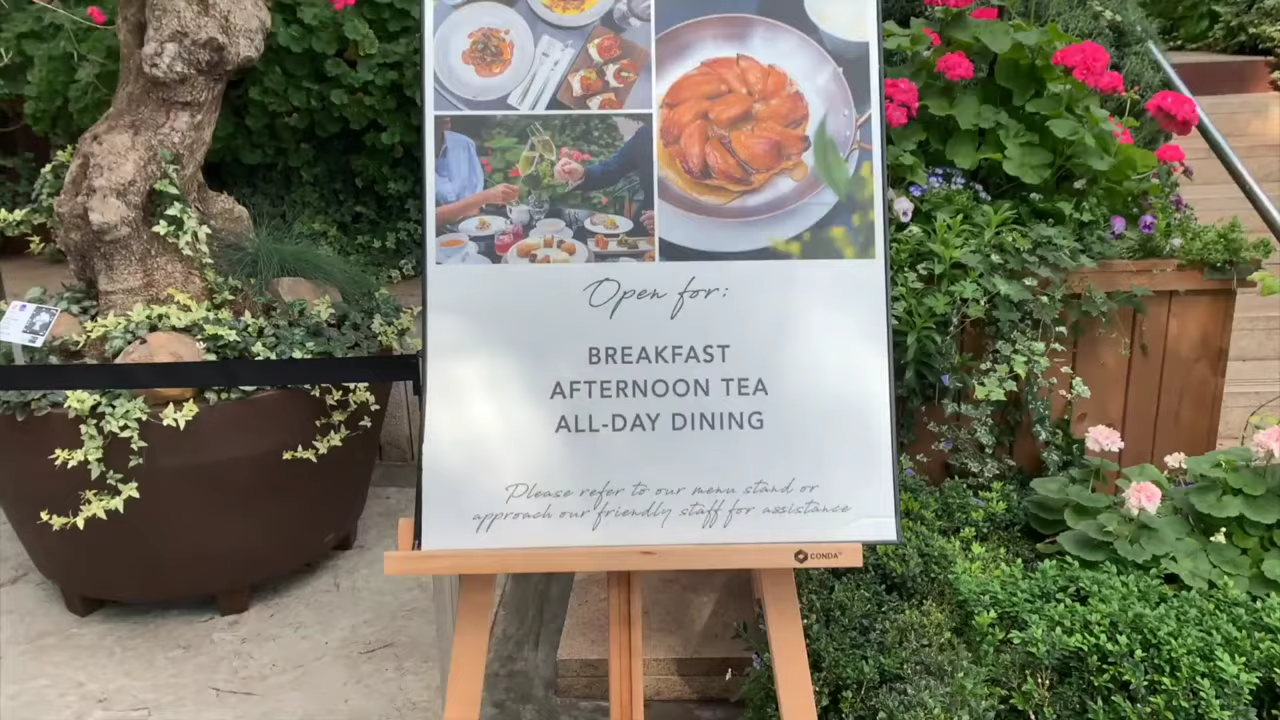 Open for:
BREAKFAST
AFTERNOON TEA
ALL-DAY DINING
Please refer to our menu stand or
approach our friendly staff for assistance
CONDA